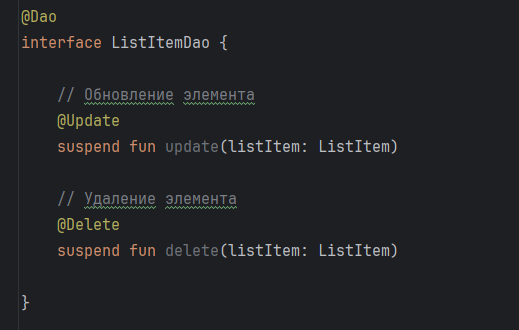 @Dao
interface ListItemDao {
// Обновление элемента
@Update
suspend fun update(listItem: ListItem)
// Удаление элемента
@Delete
suspend fun delete(listItem: ListItem)
}